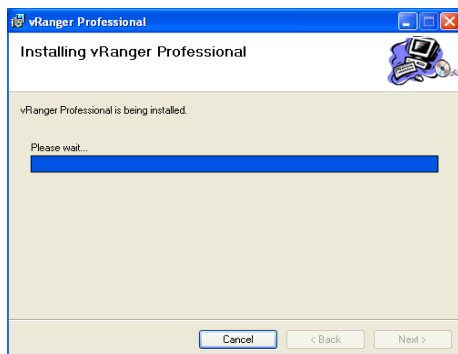 vRanger Professional
Installing vRanger Professional
vRanger Professional is being installed.
Please wait...
Cancel
< Back
Next >